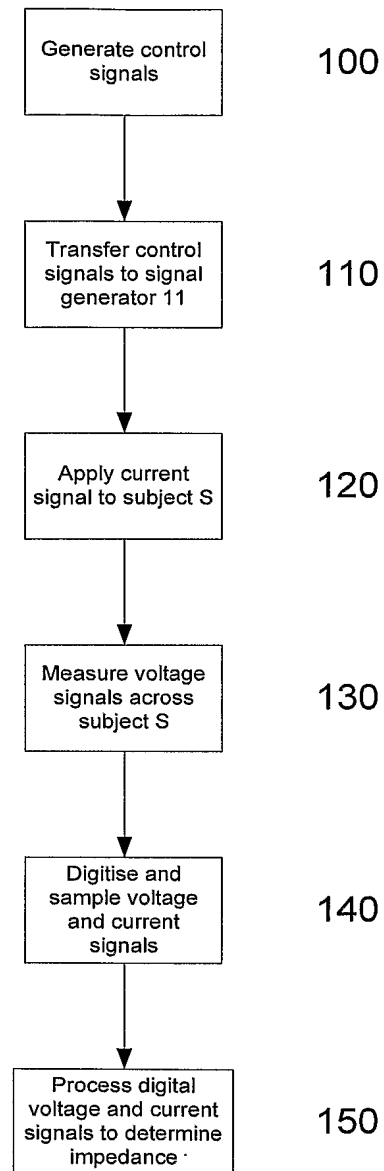 Generate control
signals
100
Transfer control
signals to signal
generator 11
110
Apply current
signal to subject S
120
Measure voltage
signals across
subject S
130
Digitise and
sample voltage
and current
signals
140
Process digital
voltage and current
signals to determine
impedance
150